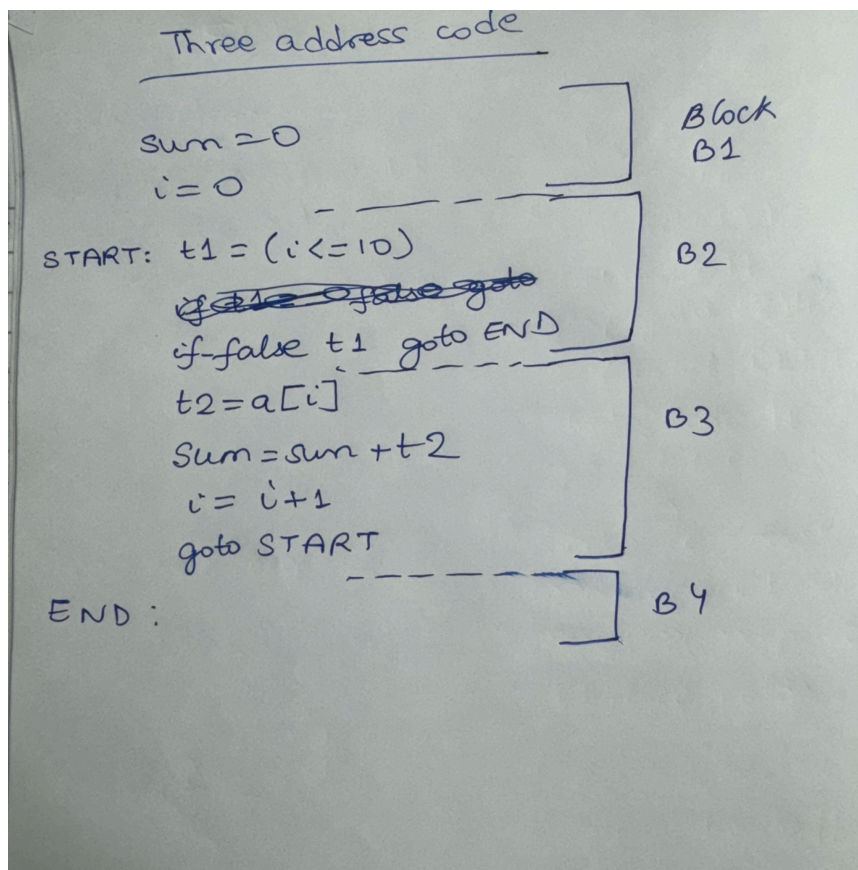 Three address code
sum = 0
Block
B1
i = 0
START: t1 = (i <= 10)
B2
if-false t1 goto END
t2 = a[i]
B3
Sum = sum + t2
i = i + 1
goto START
END :
B4